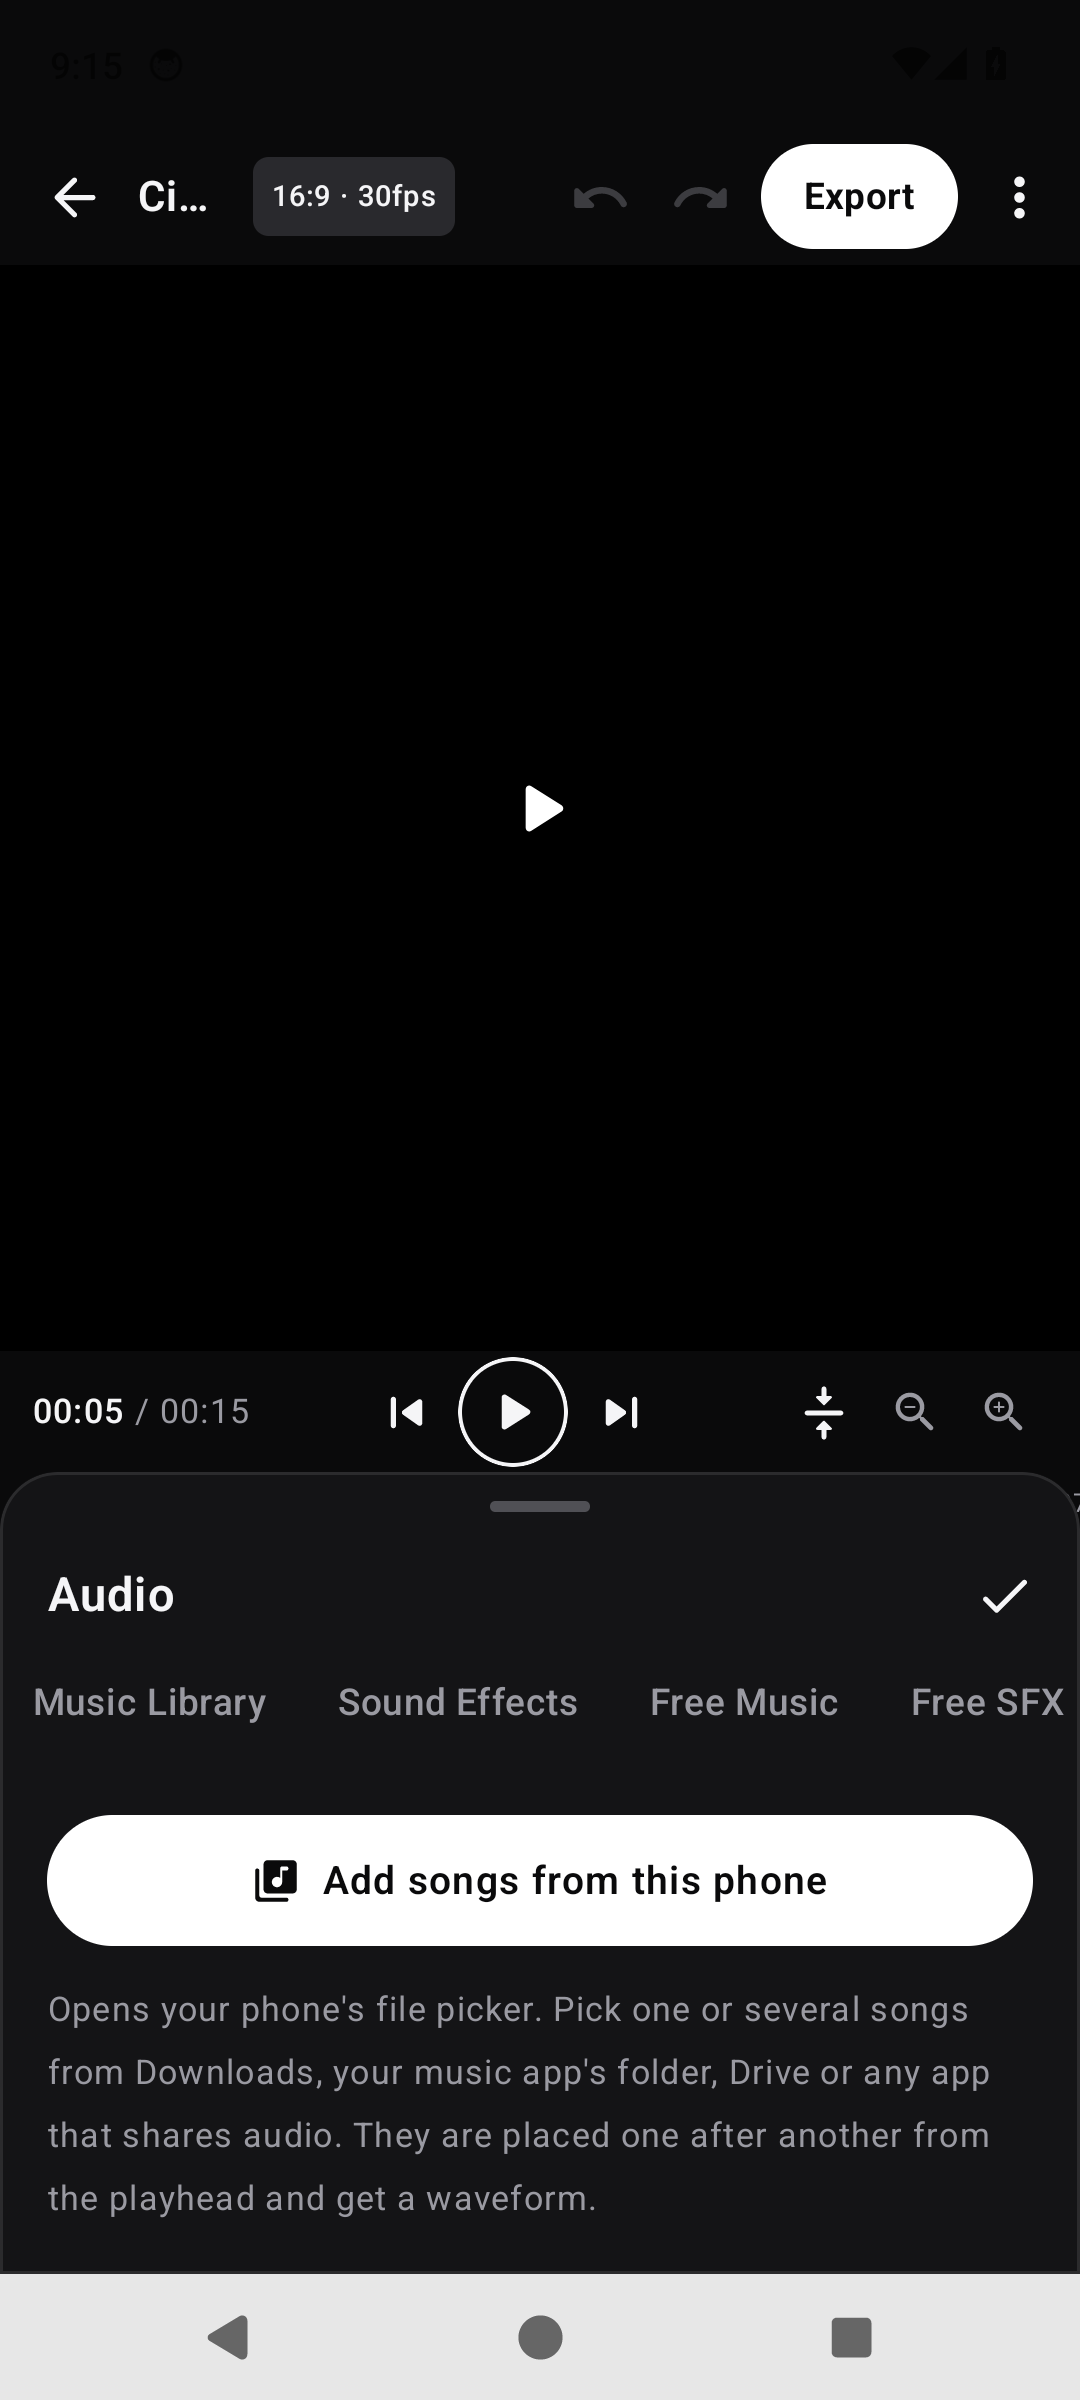 9:15
Ci...
16:9 · 30fps
Export
00:05 / 00:15
Audio
Music Library
Sound Effects
Free Music
Free SFX
Add songs from this phone
Opens your phone's file picker. Pick one or several songs
from Downloads, your music app's folder, Drive or any app
that shares audio. They are placed one after another from
the playhead and get a waveform.